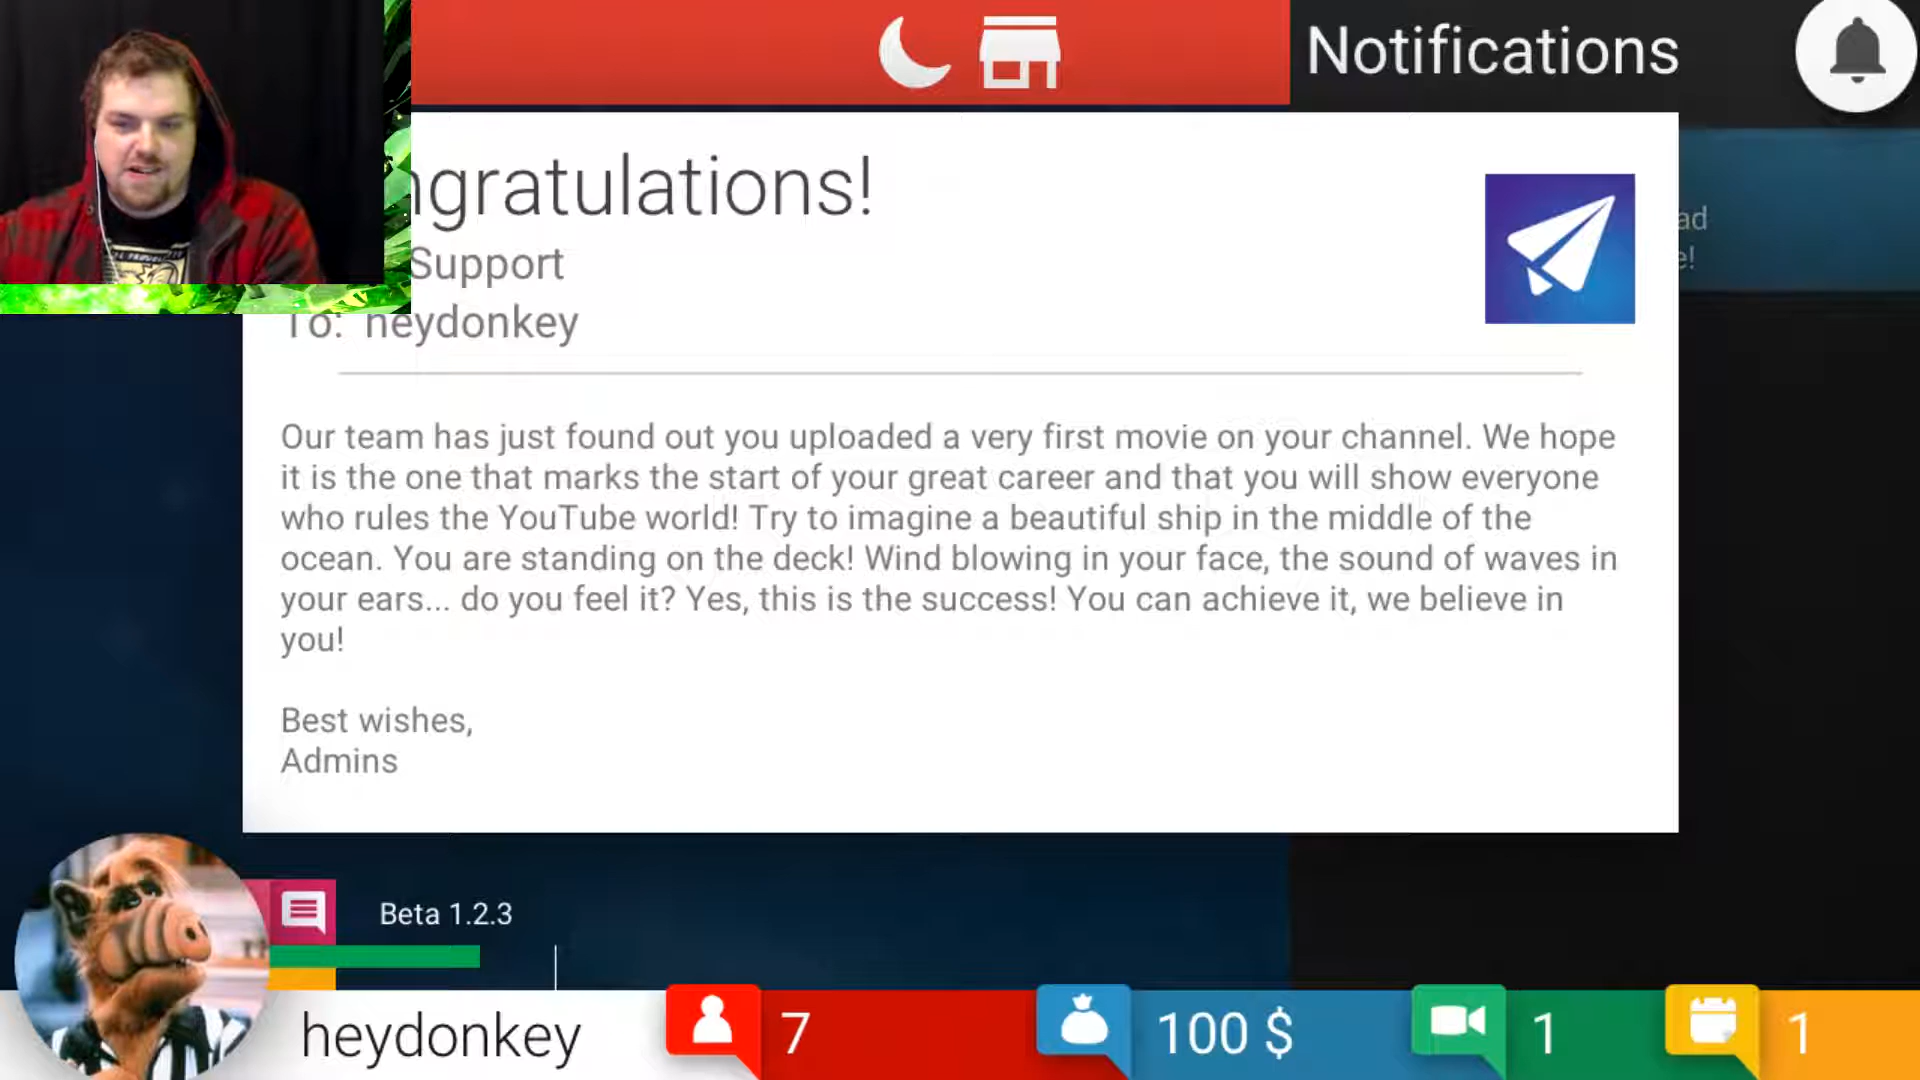 Notifications
ngratulations!
Support
To: heydonkey
ad
e!
Our team has just found out you uploaded a very first movie on your channel. We hope
it is the one that marks the start of your great career and that you will show everyone
who rules the YouTube world! Try to imagine a beautiful ship in the middle of the
ocean. You are standing on the deck! Wind blowing in your face, the sound of waves in
your ears... do you feel it? Yes, this is the success! You can achieve it, we believe in
you!
Best wishes,
Admins
Beta 1.2.3
heydonkey
7
100 $
1
1